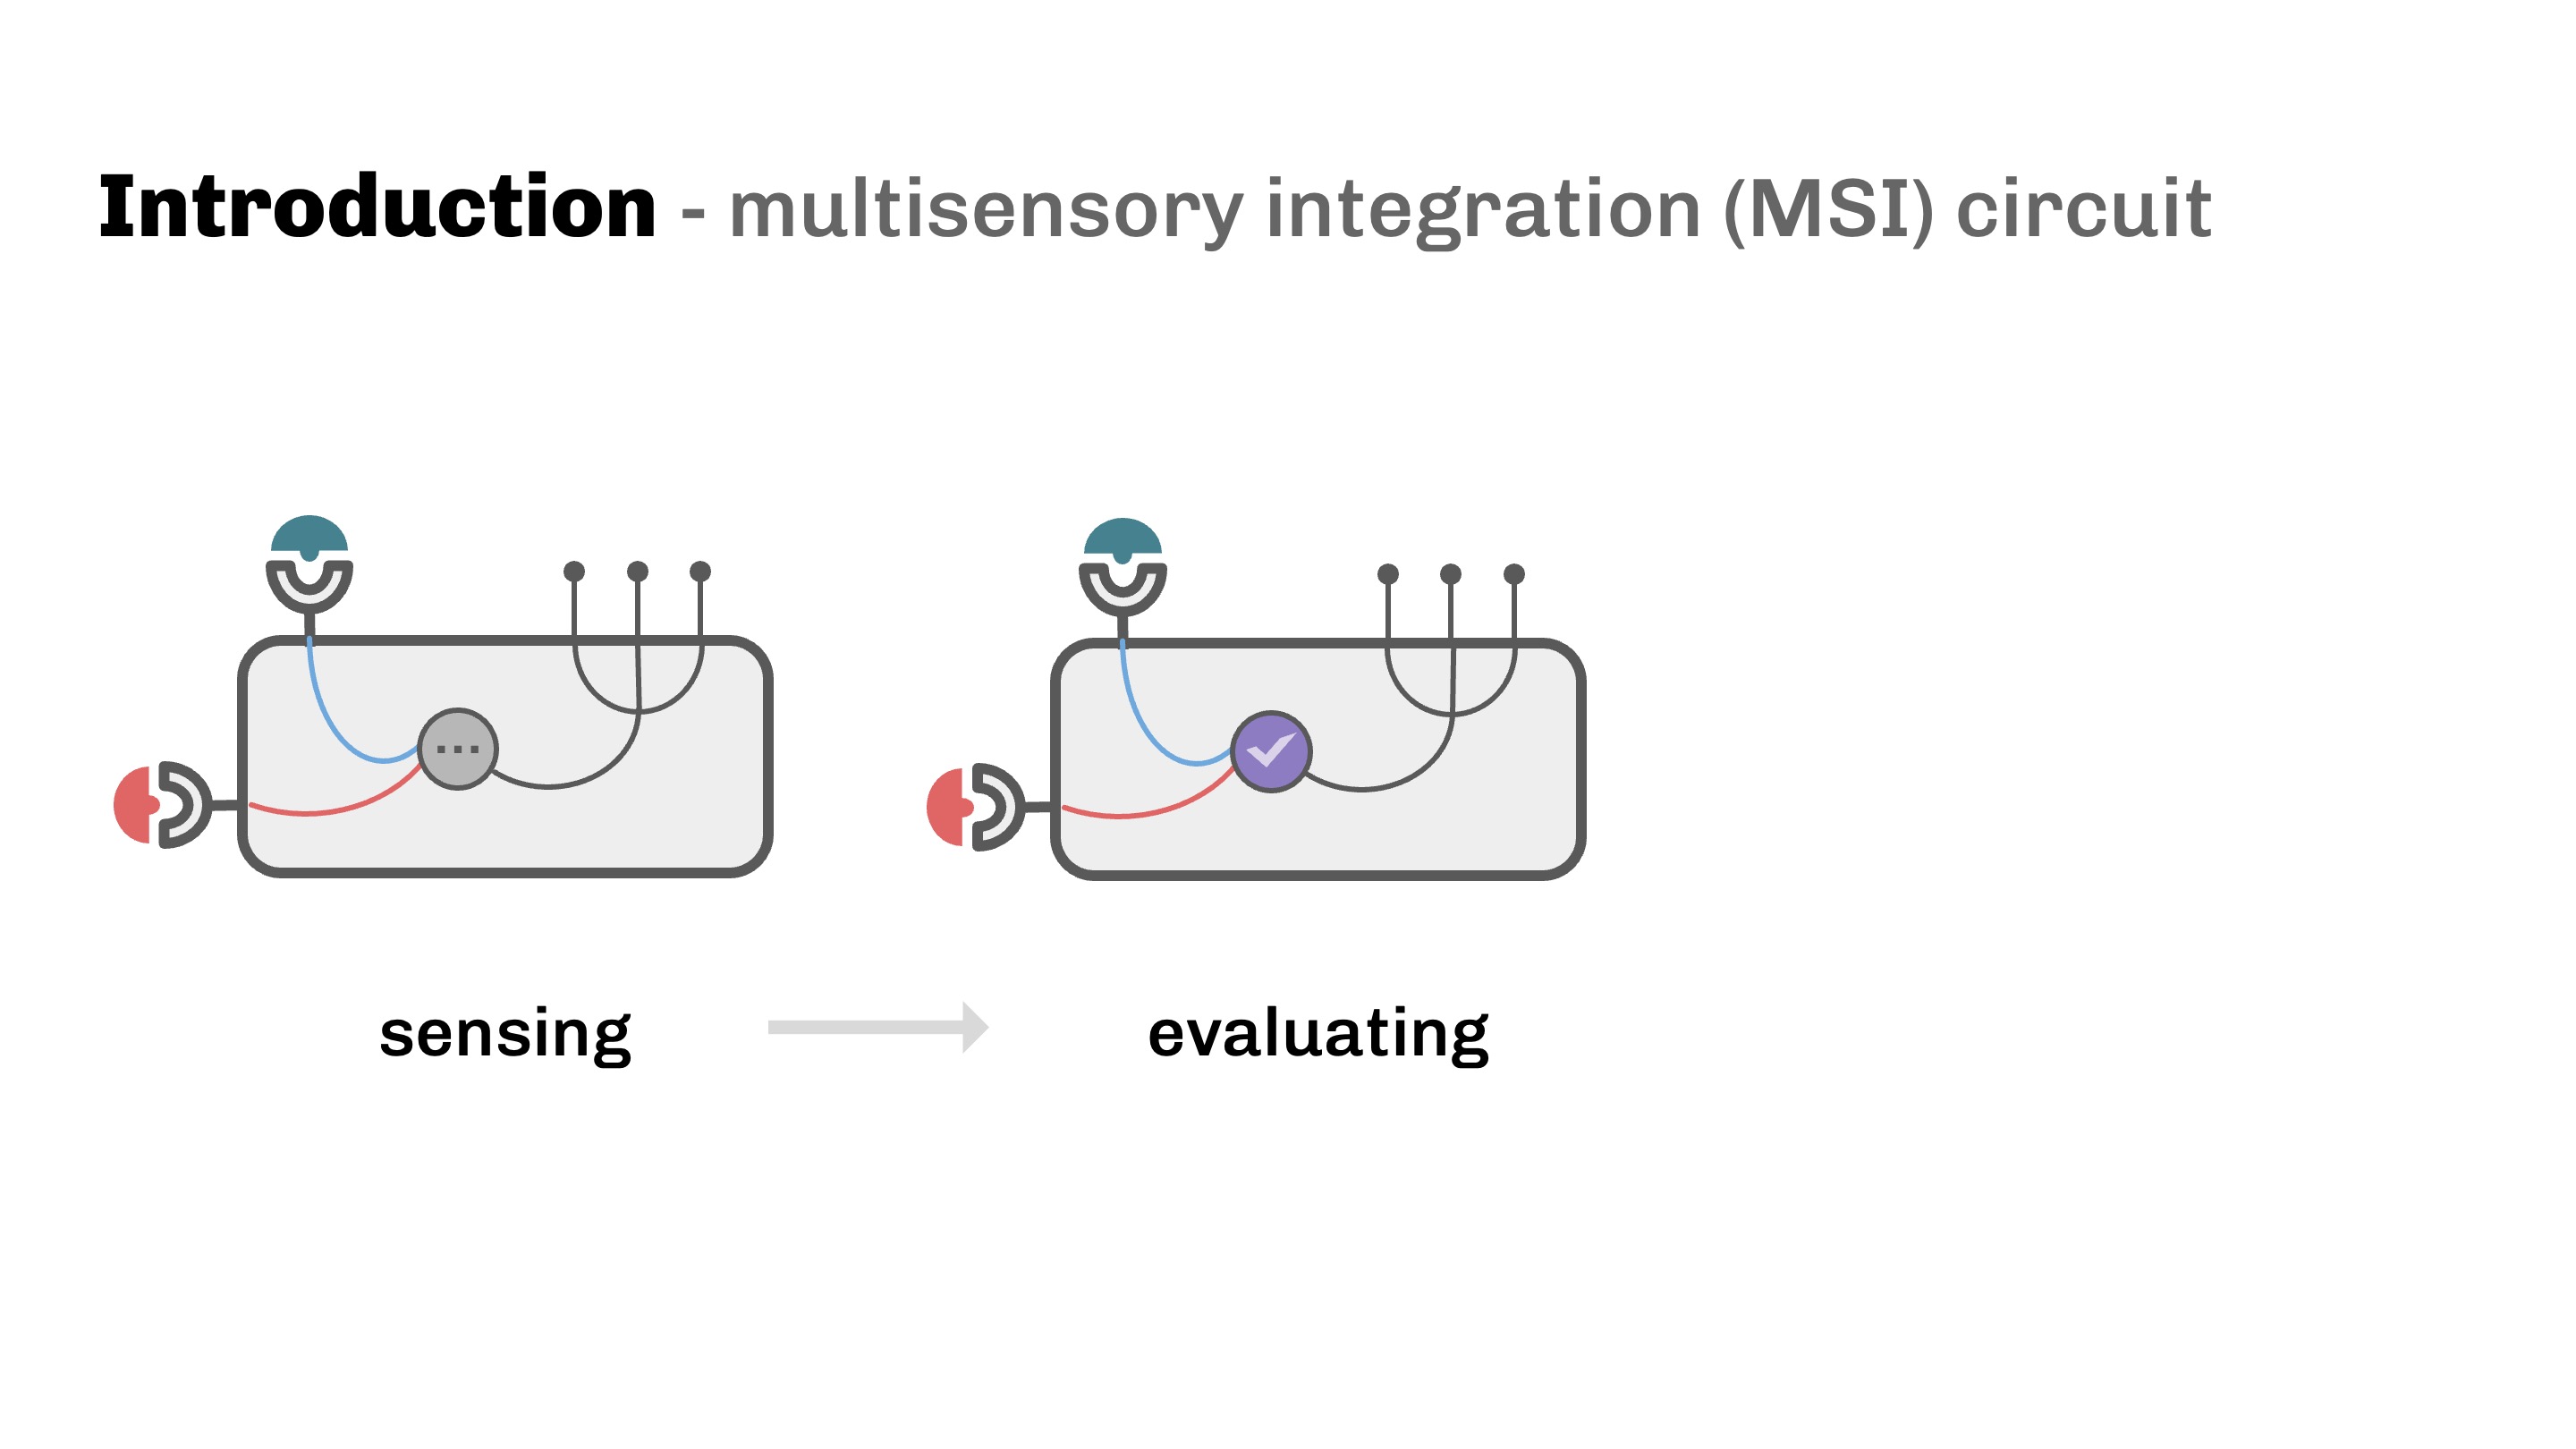 Introduction - multisensory integration (MSI) circuit
...
sensing
evaluating